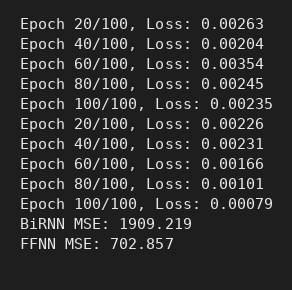 Epoch 20/100, Loss: 0.00263
Epoch 40/100, Loss: 0.00204
Epoch 60/100, Loss: 0.00354
Epoch 80/100, Loss: 0.00245
Epoch 100/100, Loss: 0.00235
Epoch 20/100, Loss: 0.00226
Epoch 40/100, Loss: 0.00231
Epoch 60/100, Loss: 0.00166
Epoch 80/100, Loss: 0.00101
Epoch 100/100, Loss: 0.00079
BiRNN MSE: 1909.219
FFNN MSE: 702.857